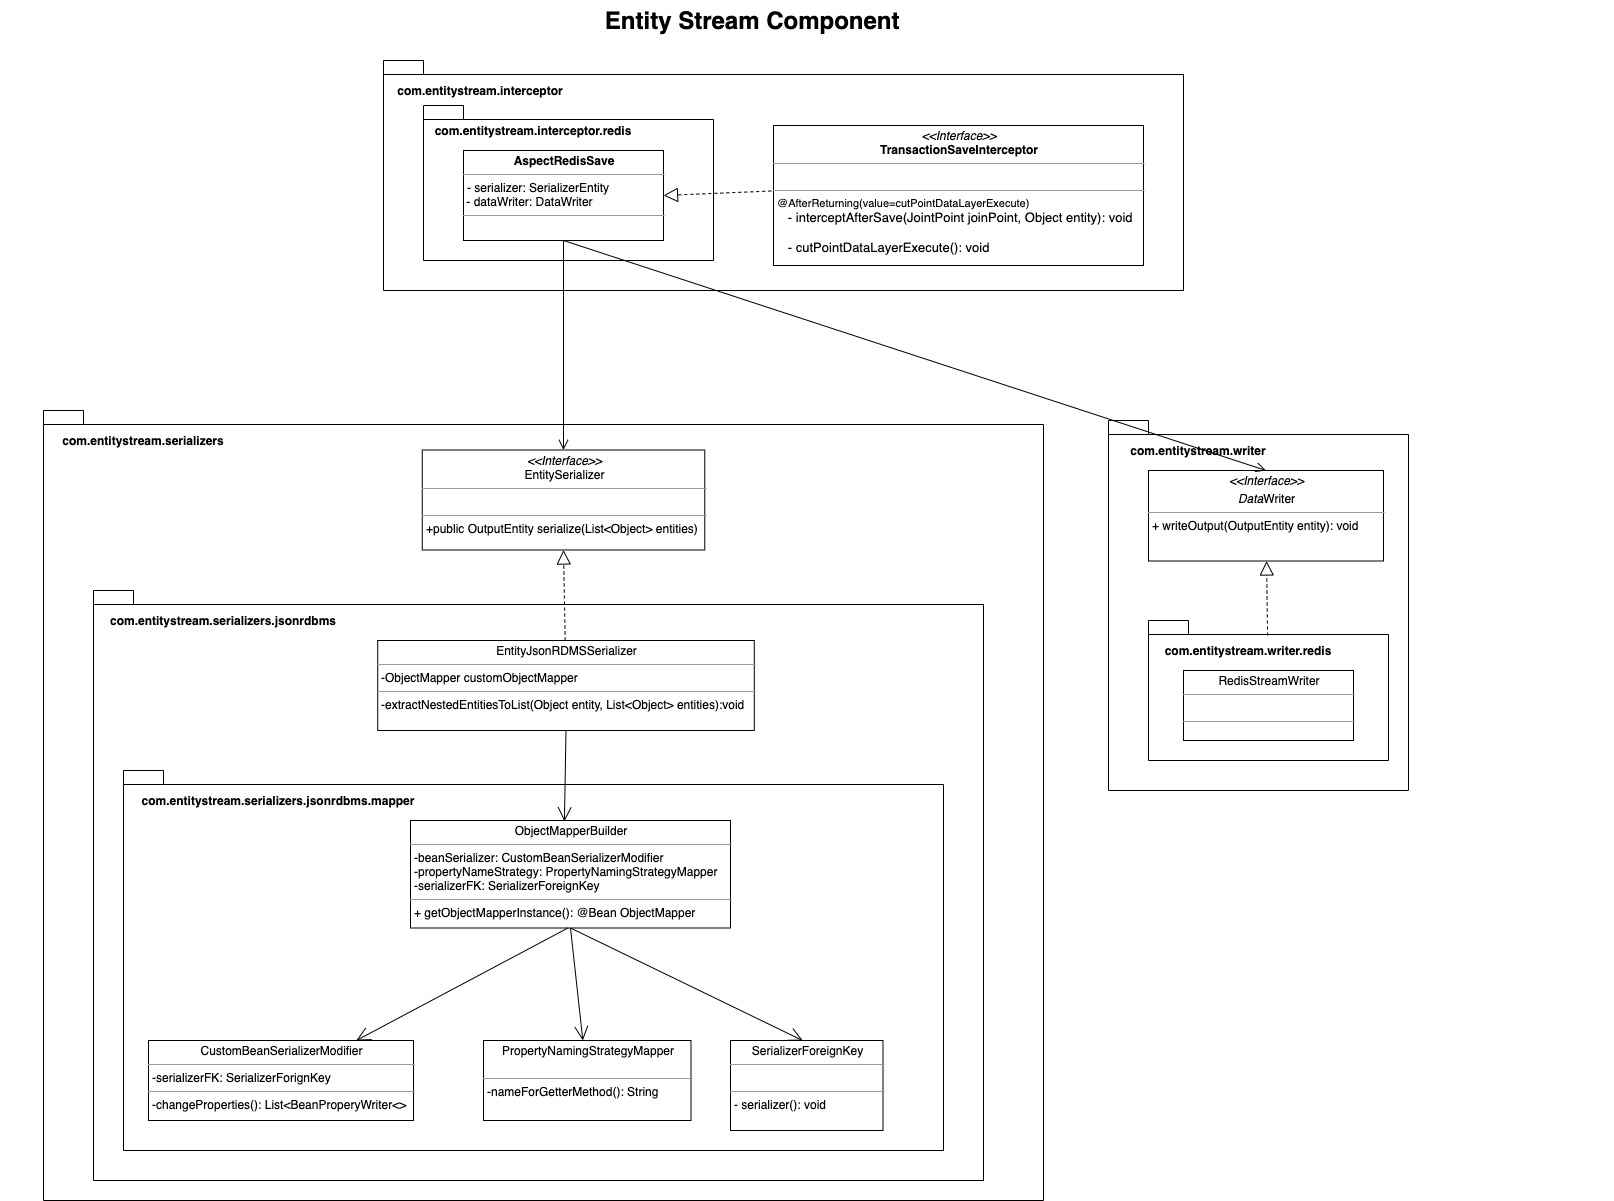 Entity Stream Component
com.entitystream.interceptor
com.entitystream.interceptor.redis
AspectRedisSave
- serializer: SerializerEntity
- dataWriter: DataWriter
<<Interface>>
TransactionSaveInterceptor
@AfterReturning(value=cutPointDataLayerExecute)
- interceptAfterSave(JointPoint joinPoint, Object entity): void
- cutPointDataLayerExecute(): void
com.entitystream.serializers
<<Interface>>
EntitySerializer
+public OutputEntity serialize(List<Object> entities)
com.entitystream.writer
<<Interface>>
DataWriter
+ writeOutput(OutputEntity entity): void
com.entitystream.writer.redis
RedisStreamWriter
com.entitystream.serializers.jsonrdbms
EntityJsonRDMSSerializer
-ObjectMapper customObjectMapper
-extractNestedEntitiesToList(Object entity, List<Object> entities):void
com.entitystream.serializers.jsonrdbms.mapper
ObjectMapperBuilder
-beanSerializer: CustomBeanSerializerModifier
-propertyNameStrategy: PropertyNamingStrategyMapper
-serializerFK: SerializerForeignKey
+ getObjectMapperInstance(): @Bean ObjectMapper
CustomBeanSerializerModifier
-serializerFK: SerializerForignKey
-changeProperties(): List<BeanProperyWriter<>
PropertyNamingStrategyMapper
-nameForGetterMethod(): String
SerializerForeignKey
- serializer(): void